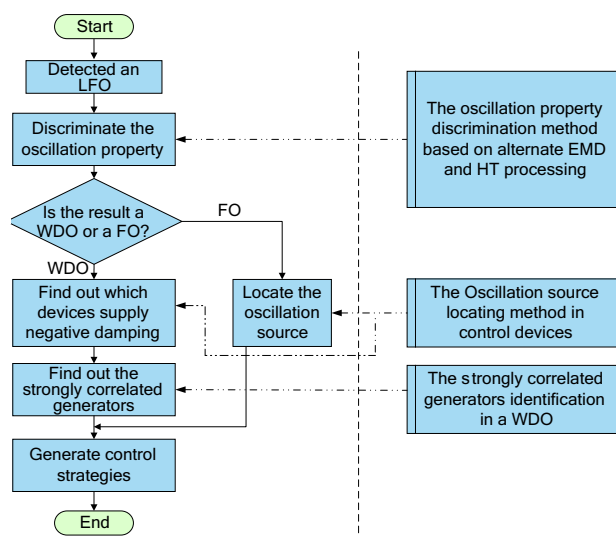 Start
Detected an
LFO
Discriminate the
oscillation property
Is the result a
WDO or a FO?
FO
WDO
Find out which
devices supply
negative damping
Locate the
oscillation
source
Find out the
strongly correlated
generators
Generate control
strategies
End
The oscillation property
discrimination method
based on alternate EMD
and HT processing
The Oscillation source
locating method in
control devices
The strongly correlated
generators identification
in a WDO